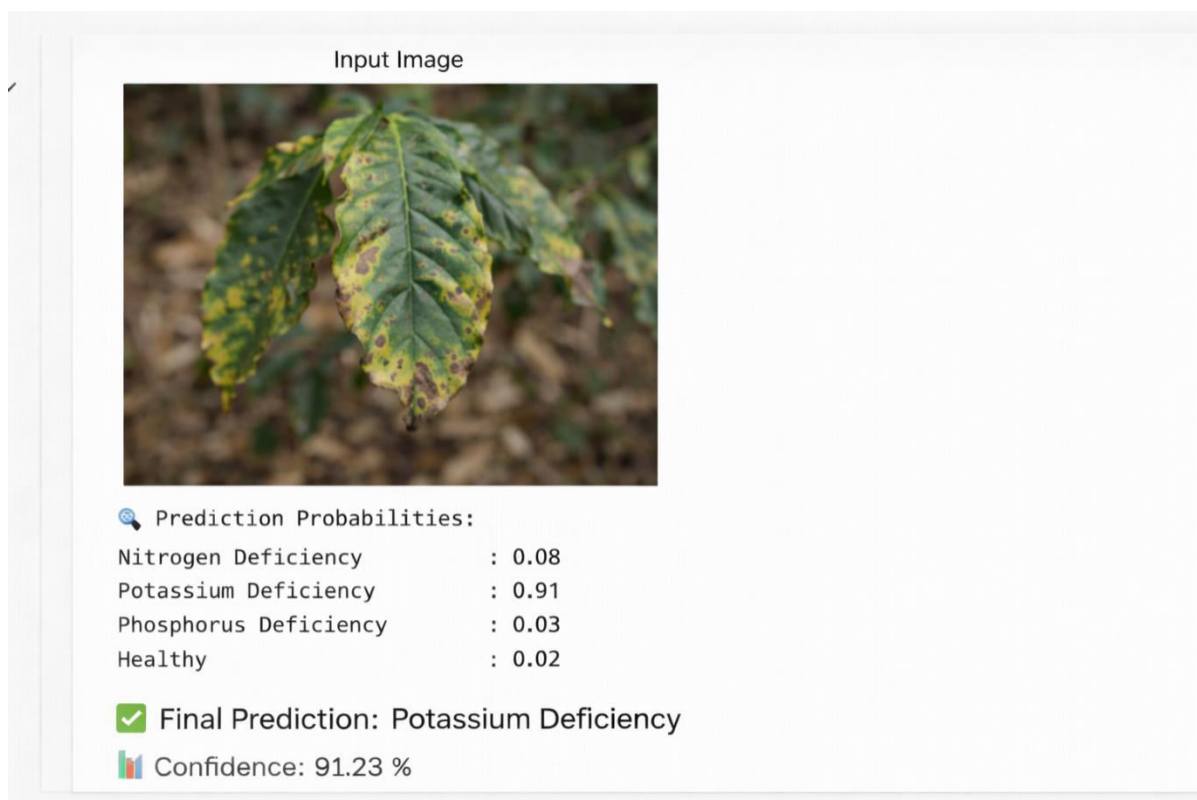 Input Image
Prediction Probabilities:
Nitrogen Deficiency : 0.08
Potassium Deficiency : 0.91
Phosphorus Deficiency : 0.03
Healthy : 0.02
Final Prediction: Potassium Deficiency
Confidence: 91.23 %